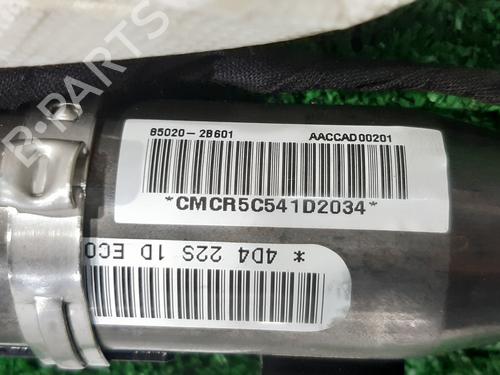 85020-2B601 AACCAD00201
*CMCR5C541D2034*
* 4D4 22S 1D ECO
B-PARTS